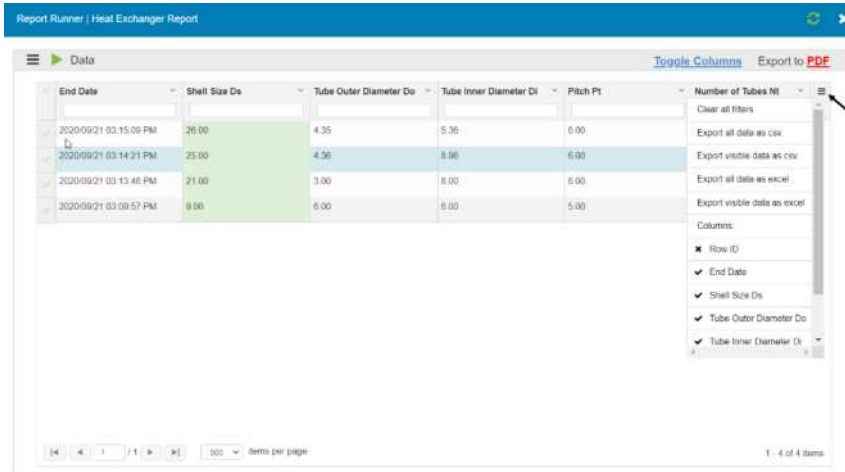 Report Runner | Heat Exchanger Report
Data
Toggle Columns Export to PDF
End Date Shell Size Ds Tube Outer Diameter Do Tube Inner Diameter Di Pitch Pt Number of Tubes Nt
Clear all filters
2020/09/21 03:15:09 PM 26.00 4.35 5.36 6.00
Export all data as csv
2020/09/21 03:14:21 PM 25.00 4.36 8.96 6.00
Export visible data as csv
2020/09/21 03:13:46 PM 21.00 3.00 8.00 6.00
Export all data as excel
2020/09/21 03:09:57 PM 9.00 6.00 6.00 5.00
Export visible data as excel
Columns:
Row ID
End Date
Shell Size Ds
Tube Outer Diameter Do
Tube Inner Diameter Di
1 / 1 500 items per page 1 - 4 of 4 items